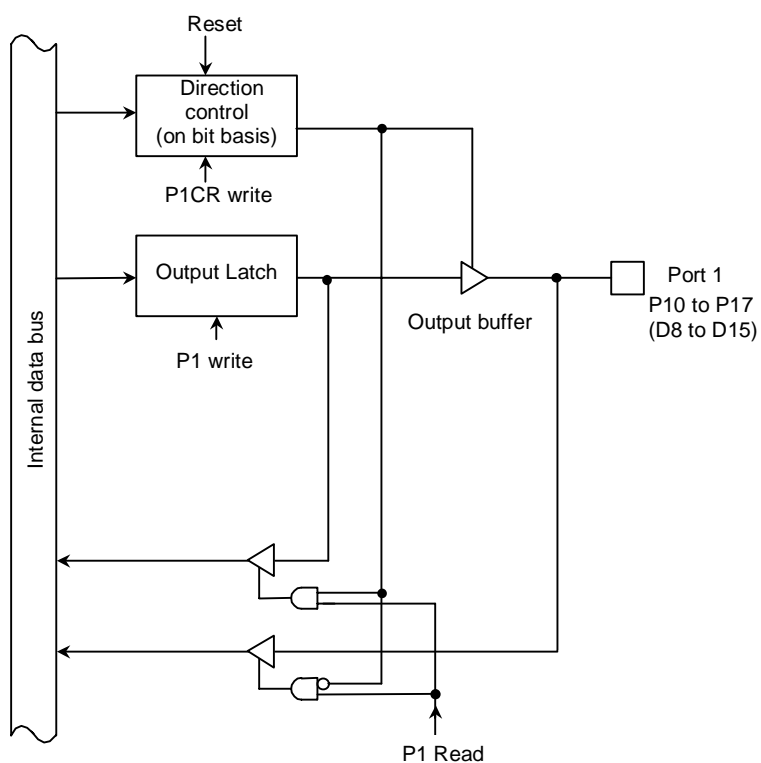 Reset
Direction
control
(on bit basis)
P1CR write
Output Latch
P1 write
Output buffer
Port 1
P10 to P17
(D8 to D15)
Internal data bus
P1 Read